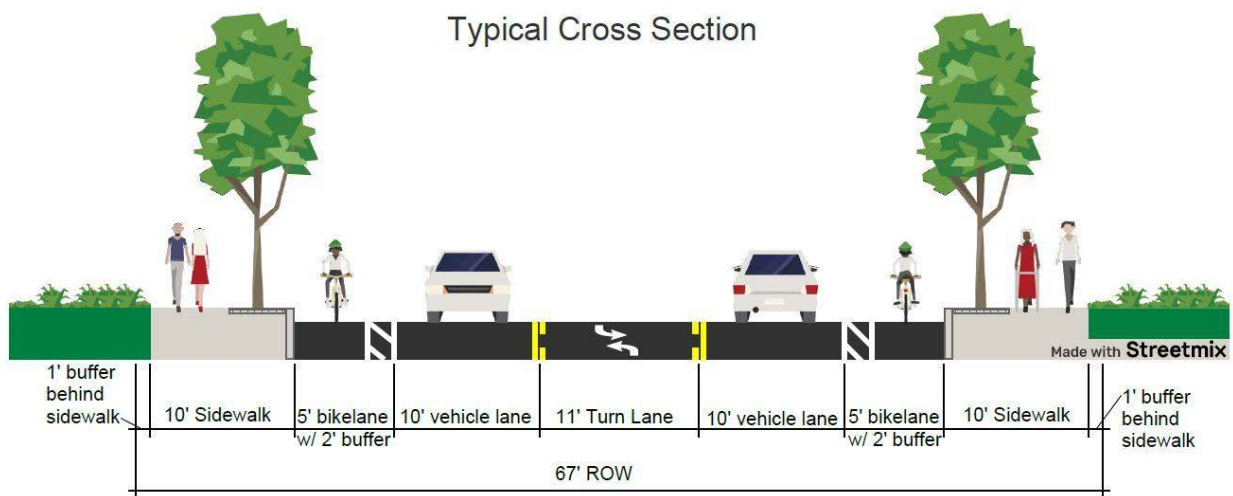 Typical Cross Section
Made with Streetmix
1' buffer
behind
sidewalk
10' Sidewalk
5' bikelane
w/ 2' buffer
10' vehicle lane
11' Turn Lane
10' vehicle lane
5' bikelane
w/ 2' buffer
10' Sidewalk
1' buffer
behind
sidewalk
67' ROW